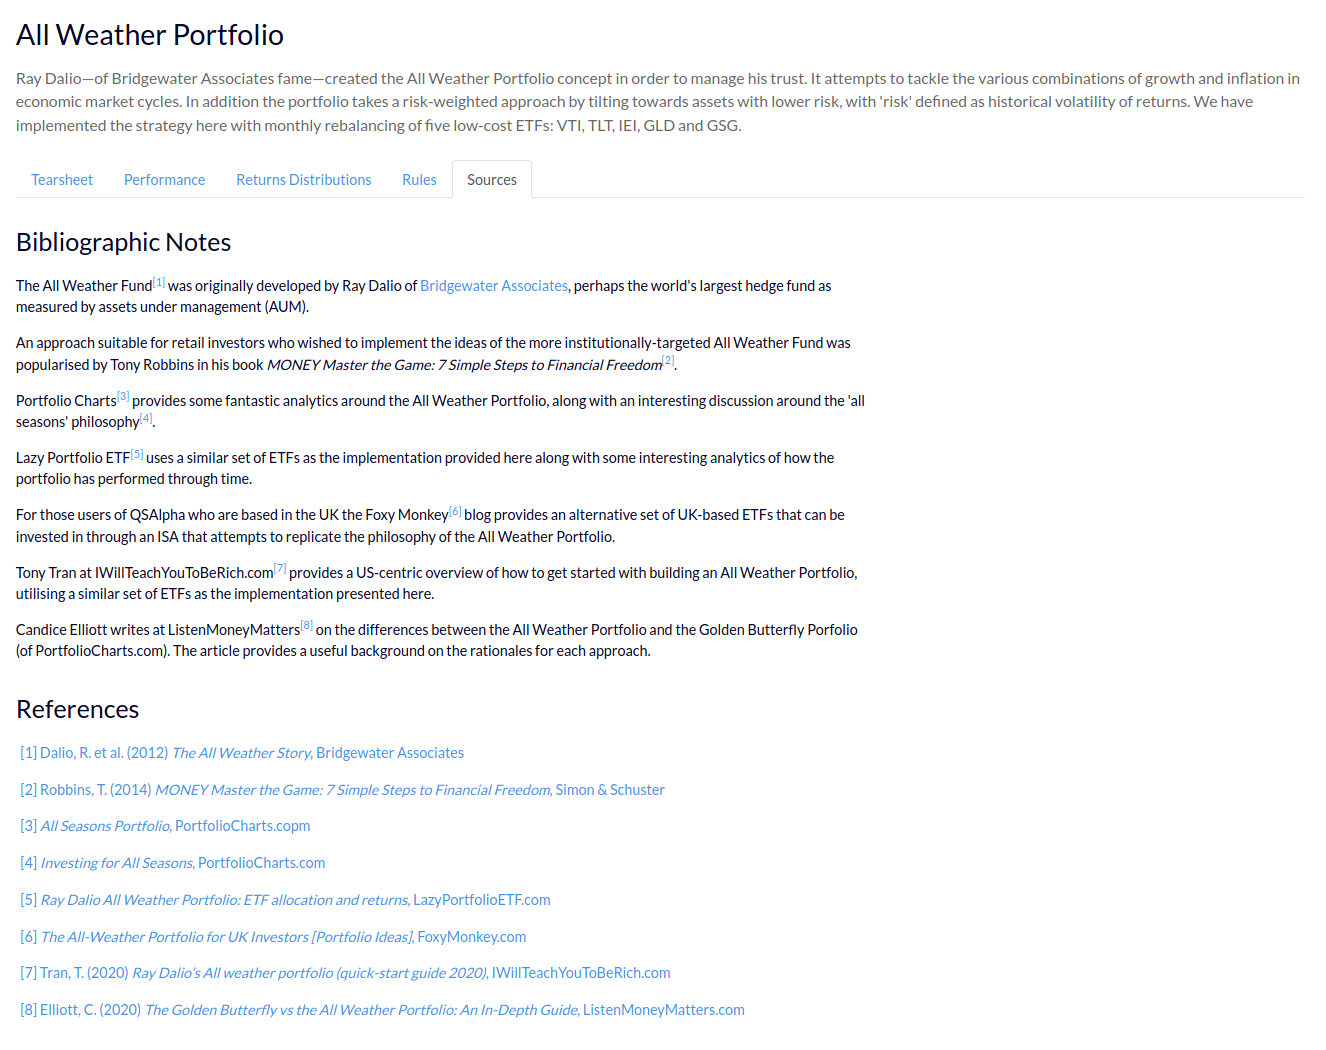 All Weather Portfolio
Ray Dalio—of Bridgewater Associates fame—created the All Weather Portfolio concept in order to manage his trust. It attempts to tackle the various combinations of growth and inflation in
economic market cycles. In addition the portfolio takes a risk-weighted approach by tilting towards assets with lower risk, with 'risk' defined as historical volatility of returns. We have
implemented the strategy here with monthly rebalancing of five low-cost ETFs: VTI, TLT, IEI, GLD and GSG.
Tearsheet Performance Returns Distributions Rules Sources
Bibliographic Notes
The All Weather Fund[1] was originally developed by Ray Dalio of Bridgewater Associates, perhaps the world's largest hedge fund as
measured by assets under management (AUM).
An approach suitable for retail investors who wished to implement the ideas of the more institutionally-targeted All Weather Fund was
popularised by Tony Robbins in his book MONEY Master the Game: 7 Simple Steps to Financial Freedom[2].
Portfolio Charts[3] provides some fantastic analytics around the All Weather Portfolio, along with an interesting discussion around the 'all
seasons' philosophy[4].
Lazy Portfolio ETF[5] uses a similar set of ETFs as the implementation provided here along with some interesting analytics of how the
portfolio has performed through time.
For those users of QSAlpha who are based in the UK the Foxy Monkey[6] blog provides an alternative set of UK-based ETFs that can be
invested in through an ISA that attempts to replicate the philosophy of the All Weather Portfolio.
Tony Tran at IWillTeachYouToBeRich.com[7] provides a US-centric overview of how to get started with building an All Weather Portfolio,
utilising a similar set of ETFs as the implementation presented here.
Candice Elliott writes at ListenMoneyMatters[8] on the differences between the All Weather Portfolio and the Golden Butterfly Porfolio
(of PortfolioCharts.com). The article provides a useful background on the rationales for each approach.
References
[1] Dalio, R. et al. (2012) The All Weather Story, Bridgewater Associates
[2] Robbins, T. (2014) MONEY Master the Game: 7 Simple Steps to Financial Freedom, Simon & Schuster
[3] All Seasons Portfolio, PortfolioCharts.copm
[4] Investing for All Seasons, PortfolioCharts.com
[5] Ray Dalio All Weather Portfolio: ETF allocation and returns, LazyPortfolioETF.com
[6] The All-Weather Portfolio for UK Investors [Portfolio Ideas], FoxyMonkey.com
[7] Tran, T. (2020) Ray Dalio's All weather portfolio (quick-start guide 2020), IWillTeachYouToBeRich.com
[8] Elliott, C. (2020) The Golden Butterfly vs the All Weather Portfolio: An In-Depth Guide, ListenMoneyMatters.com